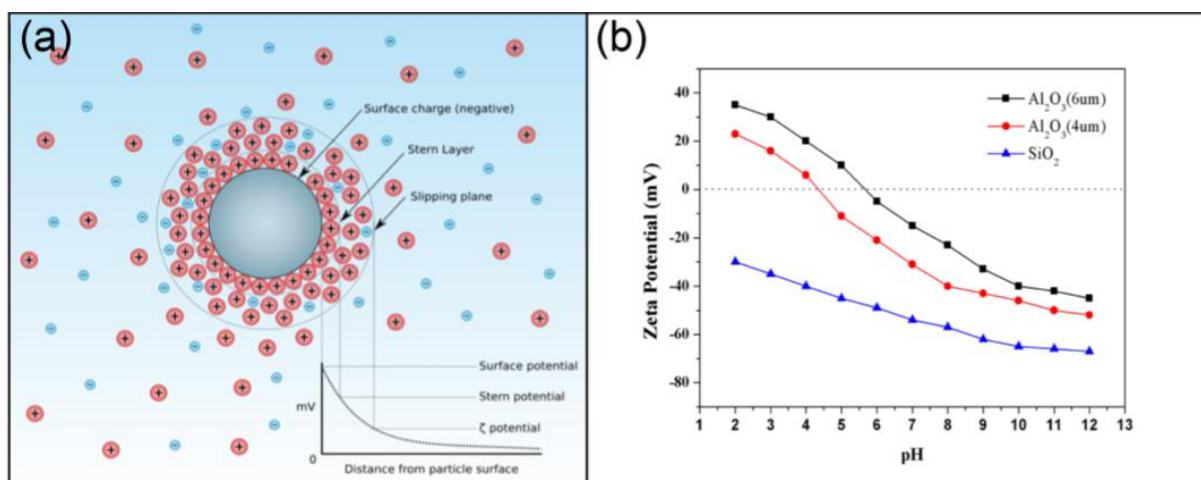 (a)
Surface charge (negative)
Stern Layer
Slipping plane
Surface potential
Stern potential
ζ potential
mV
0
Distance from particle surface
(b)
Al₂O₃(6um)
Al₂O₃(4um)
SiO₂
Zeta Potential (mV)
40
20
0
-20
-40
-60
-80
1 2 3 4 5 6 7 8 9 10 11 12 13
pH